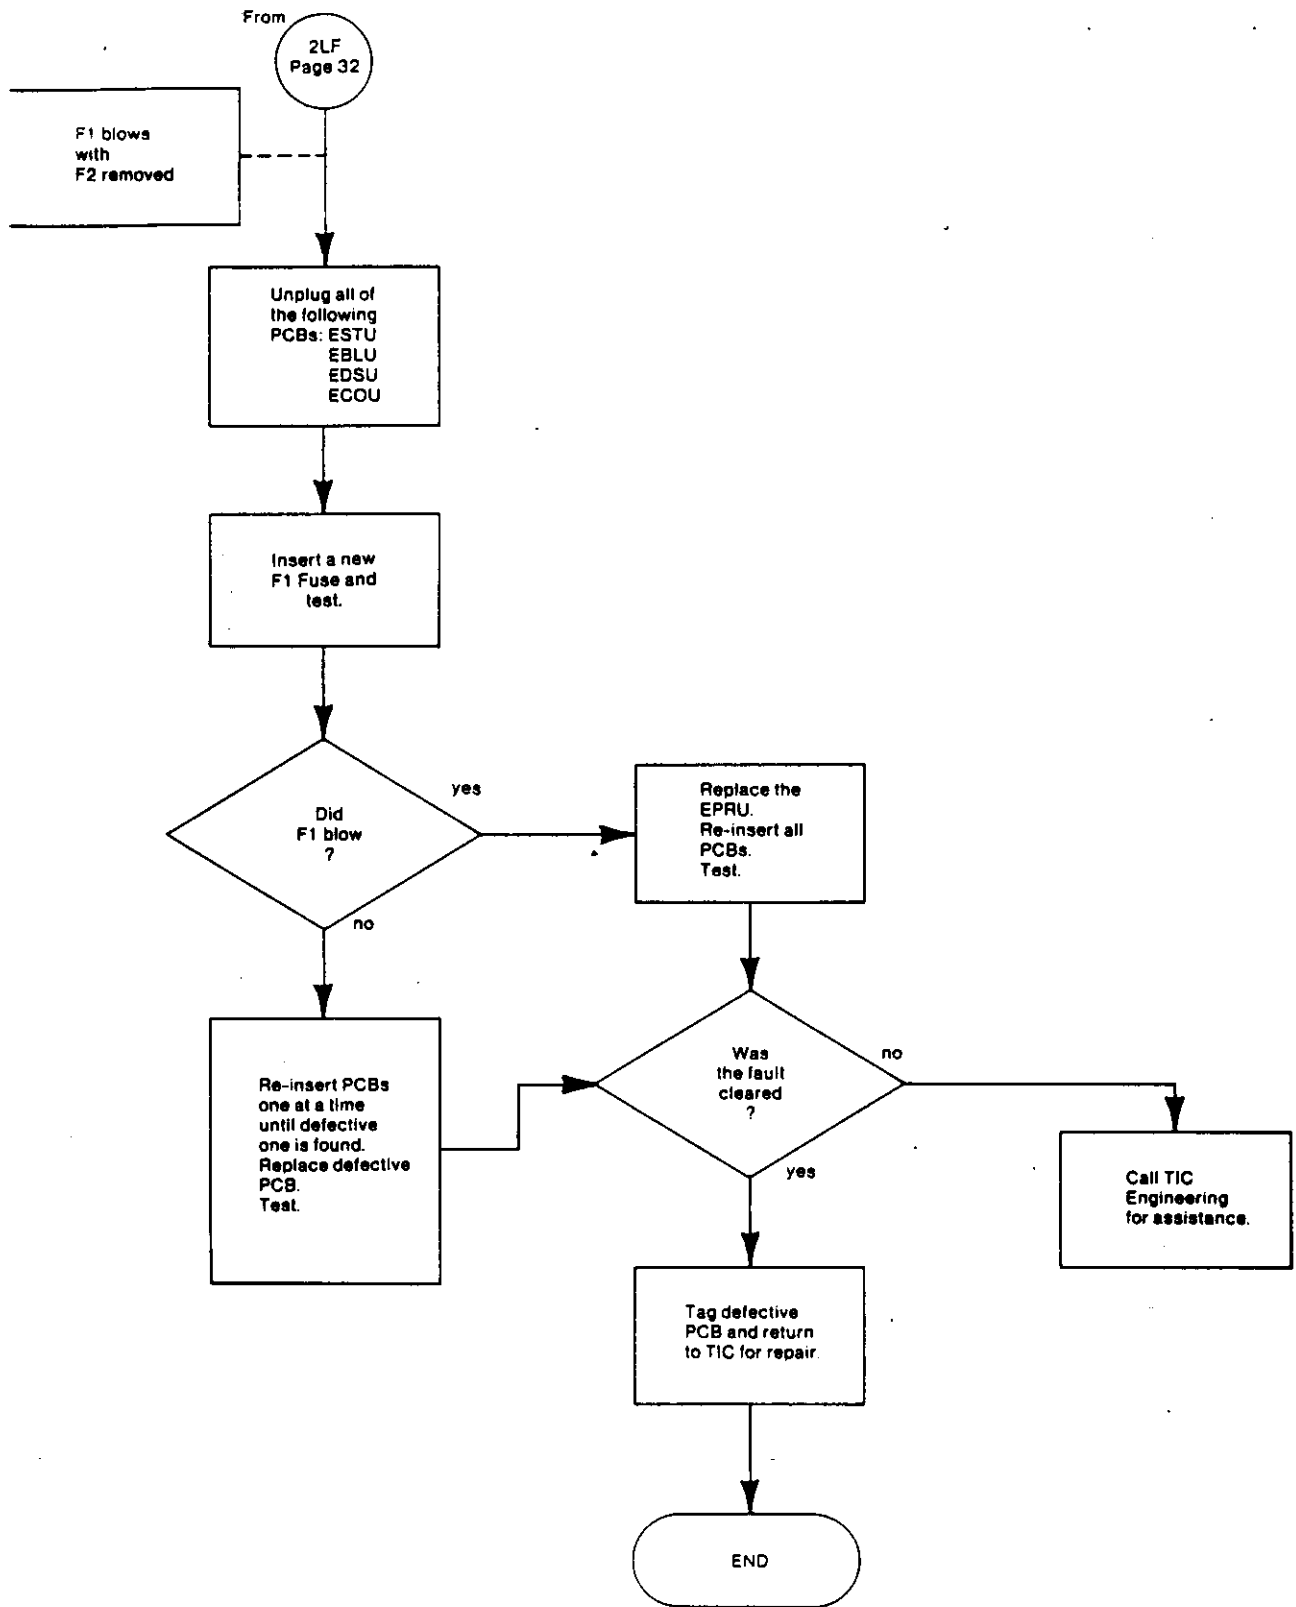 From
2LF
Page 32
F1 blows
with
F2 removed
Unplug all of
the following
PCBs: ESTU
EBLU
EDSU
ECOU
Insert a new
F1 Fuse and
test.
Did
F1 blow
?
yes
no
Replace the
EPRU.
Re-insert all
PCBs.
Test.
Re-insert PCBs
one at a time
until defective
one is found.
Replace defective
PCB.
Test.
Was
the fault
cleared
?
no
yes
Call TIC
Engineering
for assistance.
Tag defective
PCB and return
to TIC for repair.
END